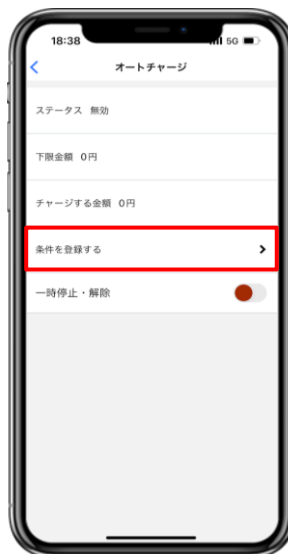 18:38 5G
オートチャージ
ステータス 無効
下限金額 0円
チャージする金額 0円
条件を登録する
一時停止・解除